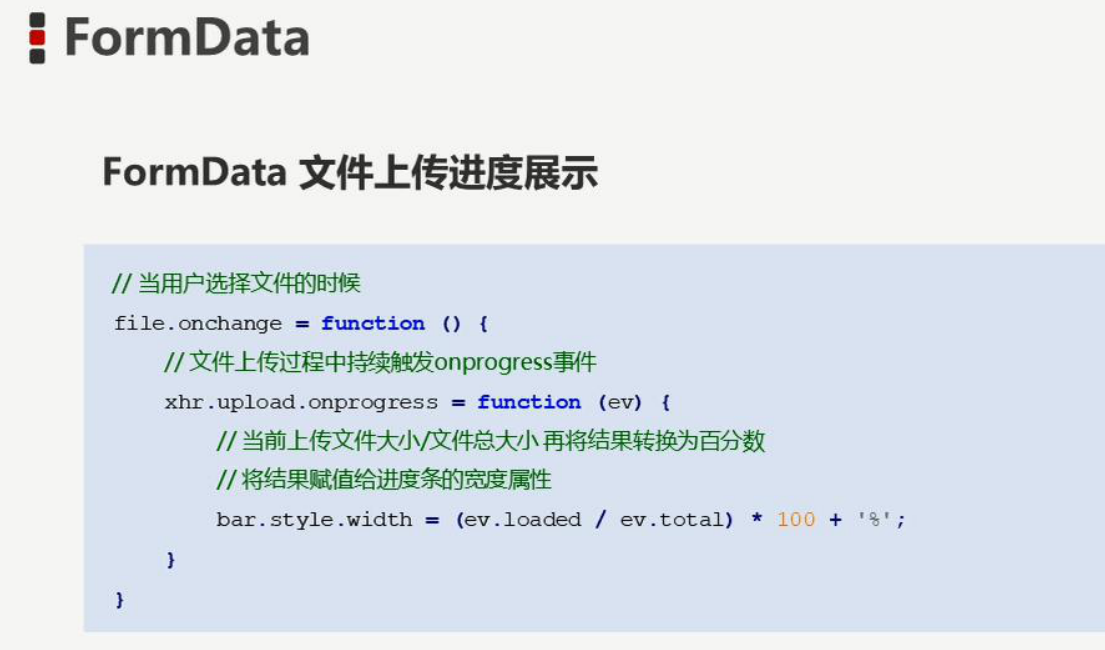 FormData
FormData 文件上传进度展示
// 当用户选择文件的时候
file.onchange = function () {
// 文件上传过程中持续触发onprogress事件
xhr.upload.onprogress = function (ev) {
// 当前上传文件大小/文件总大小 再将结果转换为百分数
// 将结果赋值给进度条的宽度属性
bar.style.width = (ev.loaded / ev.total) * 100 + '%';
}
}